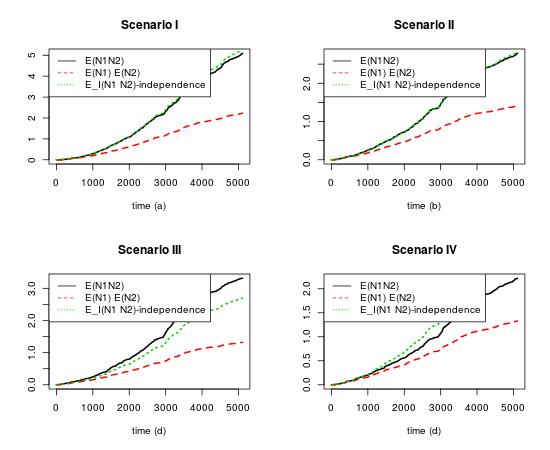 Scenario I
5
4
3
2
1
0
E(N1N2)
E(N1) E(N2)
E_I(N1 N2)-independence
0 1000 2000 3000 4000 5000
time (a)
Scenario II
2.0
1.0
0.0
E(N1N2)
E(N1) E(N2)
E_I(N1 N2)-independence
0 1000 2000 3000 4000 5000
time (b)
Scenario III
3.0
2.0
1.0
0.0
E(N1N2)
E(N1) E(N2)
E_I(N1 N2)-independence
0 1000 2000 3000 4000 5000
time (d)
Scenario IV
2.0
1.5
1.0
0.5
0.0
E(N1N2)
E(N1) E(N2)
E_I(N1 N2)-independence
0 1000 2000 3000 4000 5000
time (d)